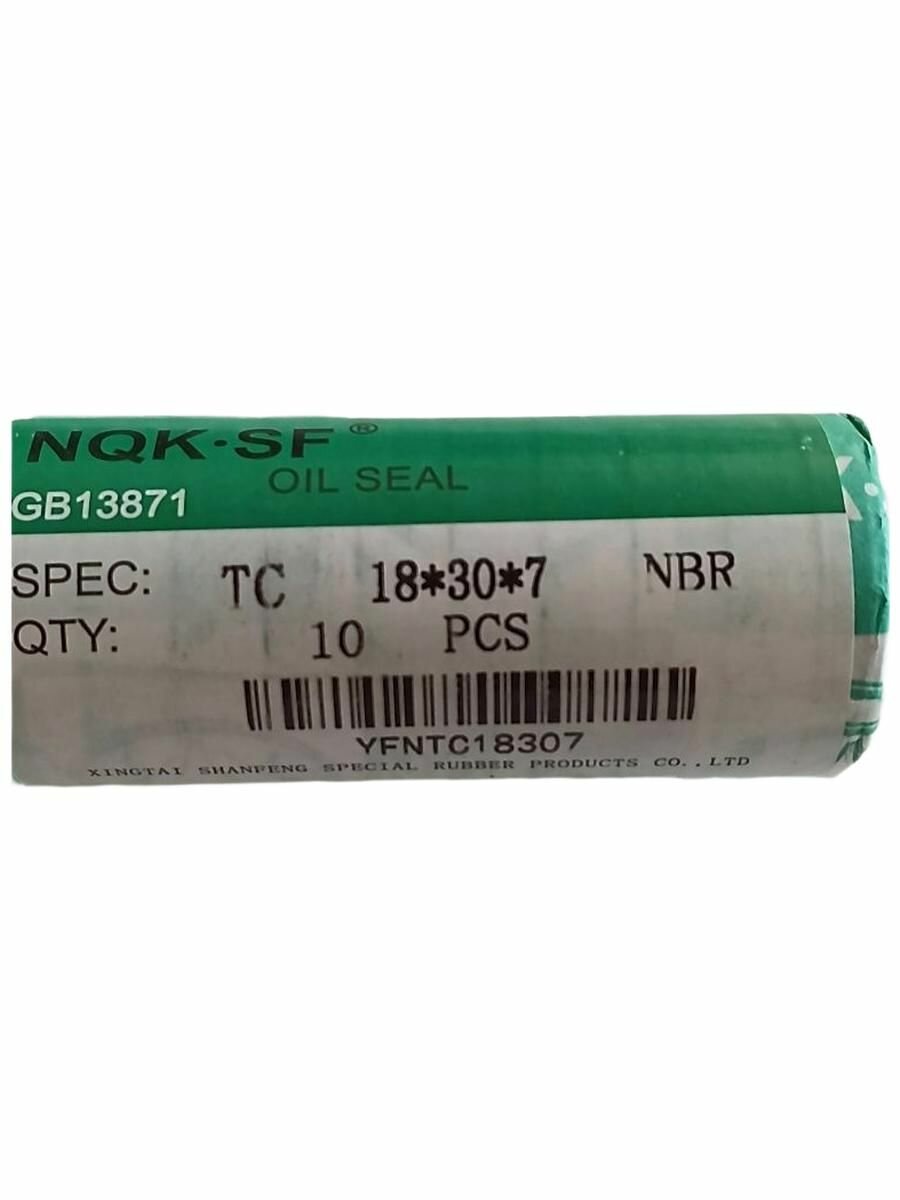 NQK·SF®
OIL SEAL
GB13871
SPEC: TC 18*30*7 NBR
QTY: 10 PCS
YFNTC18307
XINGTAI SHANFENG SPECIAL RUBBER PRODUCTS CO.,LTD